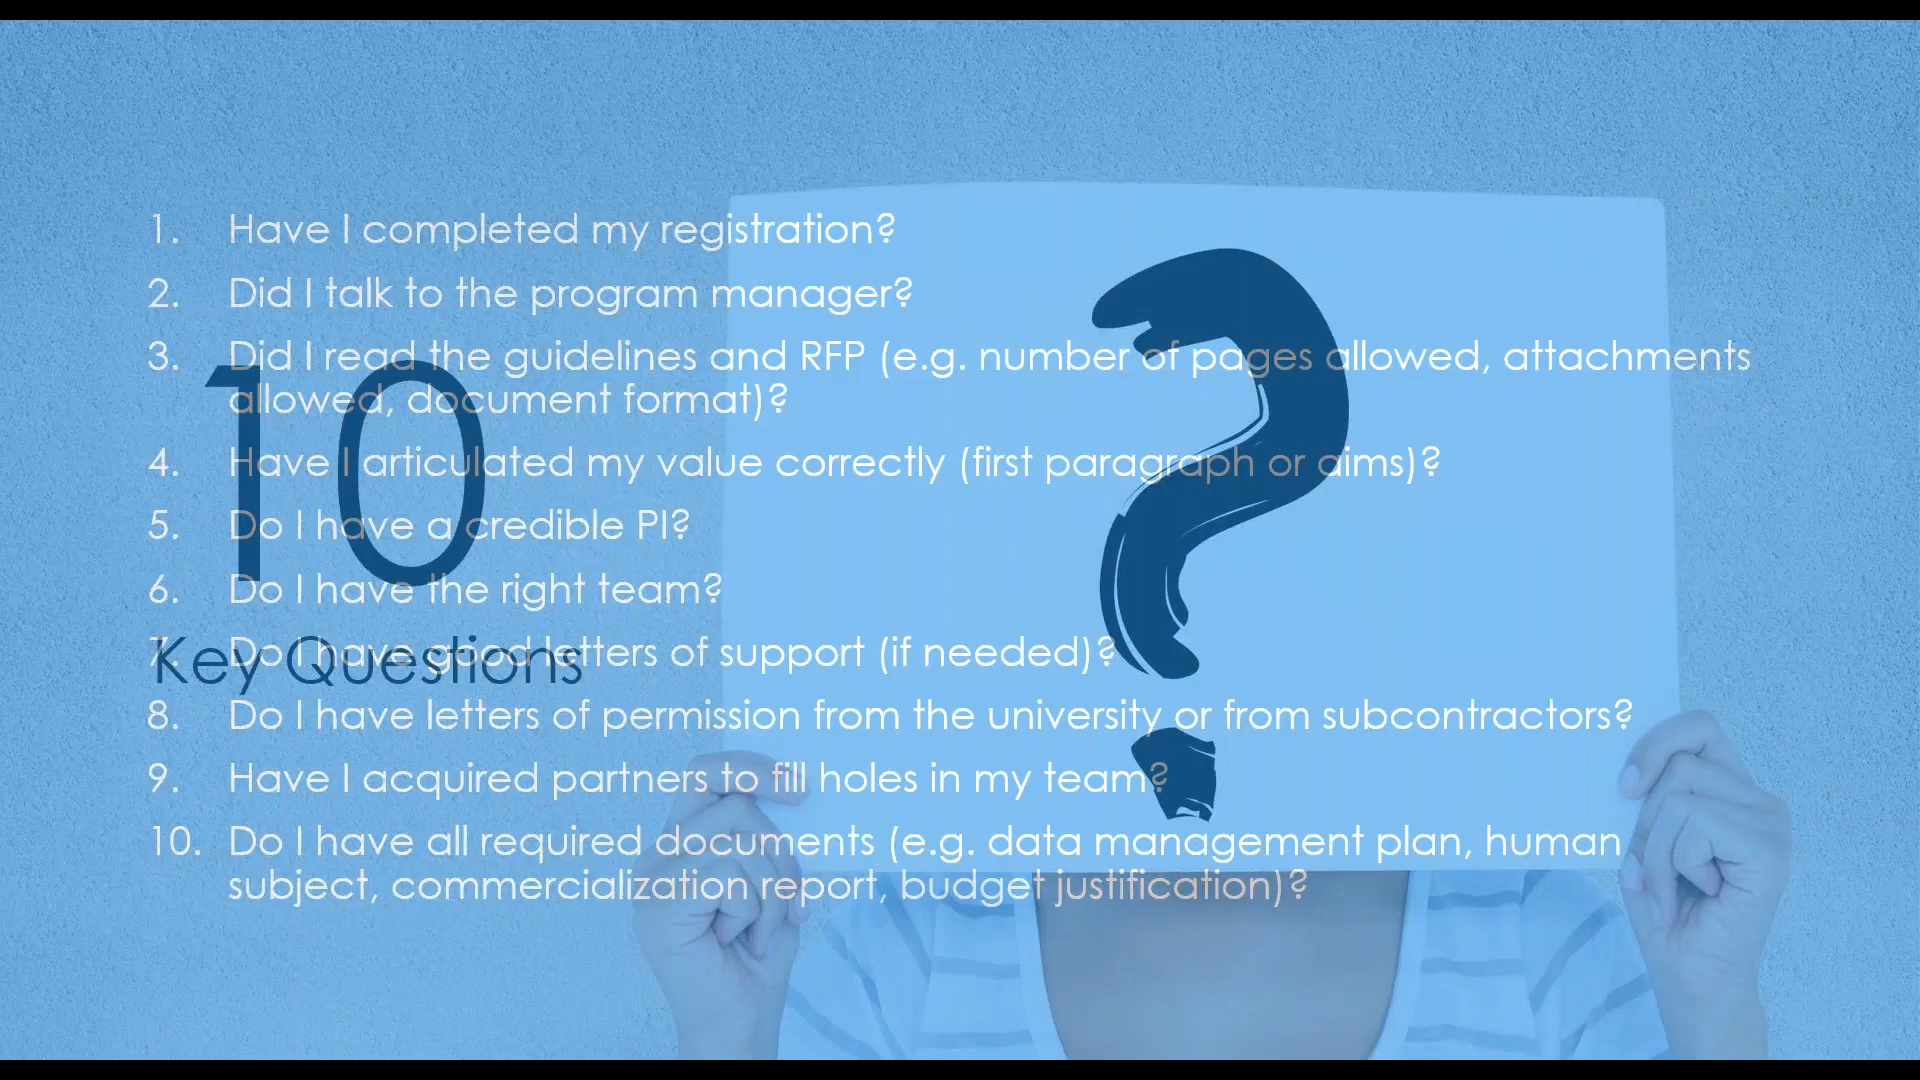 10
Key Questions
?
1. Have I completed my registration?
2. Did I talk to the program manager?
3. Did I read the guidelines and RFP (e.g. number of pages allowed, attachments
allowed, document format)?
4. Have I articulated my value correctly (first paragraph or aims)?
5. Do I have a credible PI?
6. Do I have the right team?
7. Do I have good letters of support (if needed)?
8. Do I have letters of permission from the university or from subcontractors?
9. Have I acquired partners to fill holes in my team?
10. Do I have all required documents (e.g. data management plan, human
subject, commercialization report, budget justification)?